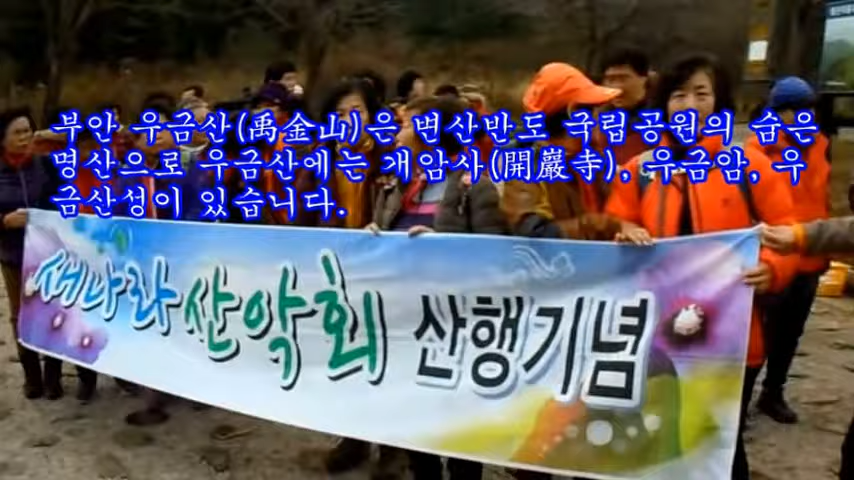 부안 우금산(禹金山)은 변산반도 국립공원의 숨은
명산으로 우금산에는 개암사(開巖寺), 우금암, 우
금산성이 있습니다.
새나라 산악회 산행기념